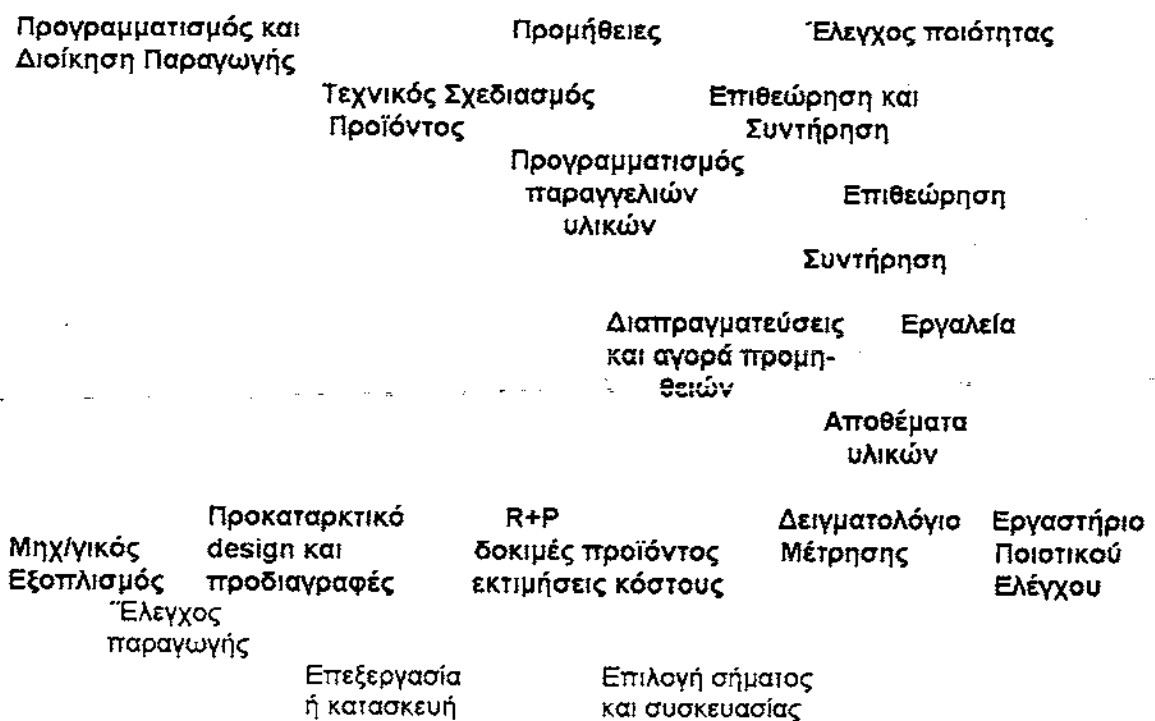 Προγραμματισμός και
Διοίκηση Παραγωγής
Προμήθειες
Έλεγχος ποιότητας
Τεχνικός Σχεδιασμός
Προϊόντος
Επιθεώρηση και
Συντήρηση
Προγραμματισμός
παραγγελιών
υλικών
Επιθεώρηση
Συντήρηση
Διαπραγματεύσεις
και αγορά προμη-
θειών
Εργαλεία
Αποθέματα
υλικών
Μηχ/γικός
Εξοπλισμός
Προκαταρκτικό
design και
προδιαγραφές
R+P
δοκιμές προϊόντος
εκτιμήσεις κόστους
Δειγματολόγιο
Μέτρησης
Εργαστήριο
Ποιοτικού
Ελέγχου
Έλεγχος
παραγωγής
Επεξεργασία
ή κατασκευή
Επιλογή σήματος
και συσκευασίας